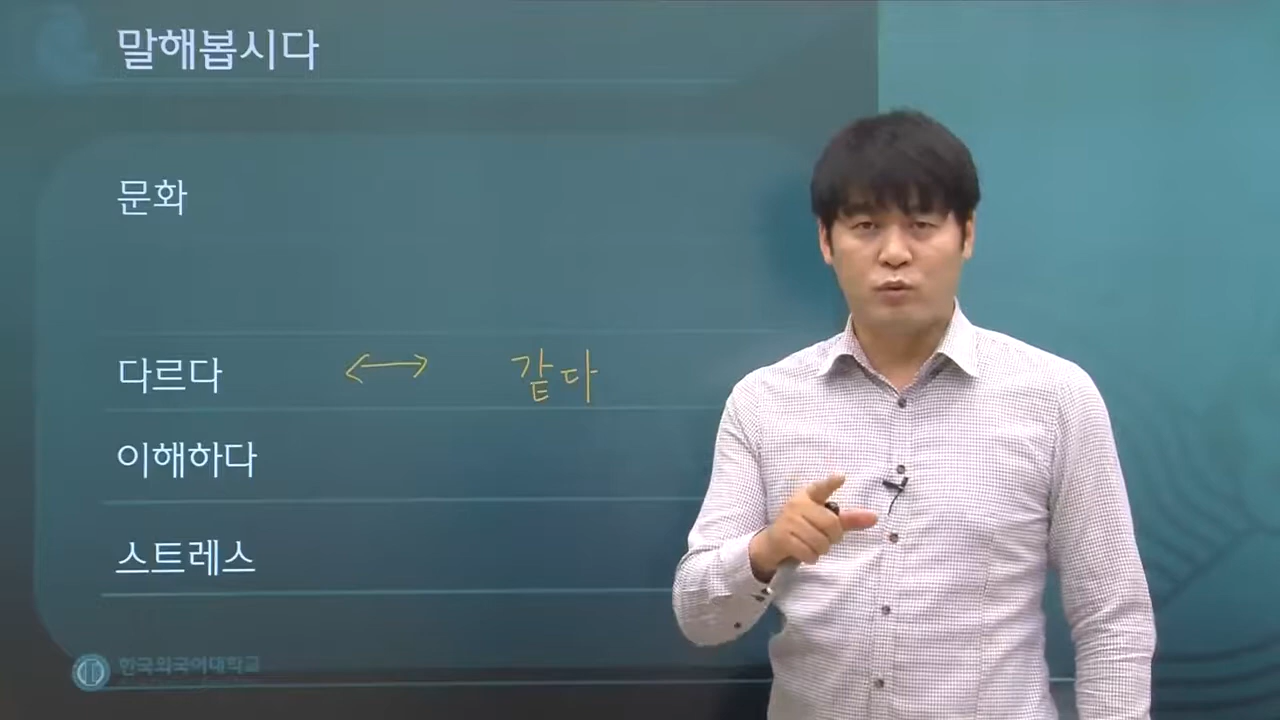 말해봅시다
문화
다르다 ↔ 같다
이해하다
스트레스
한국외국어대학교